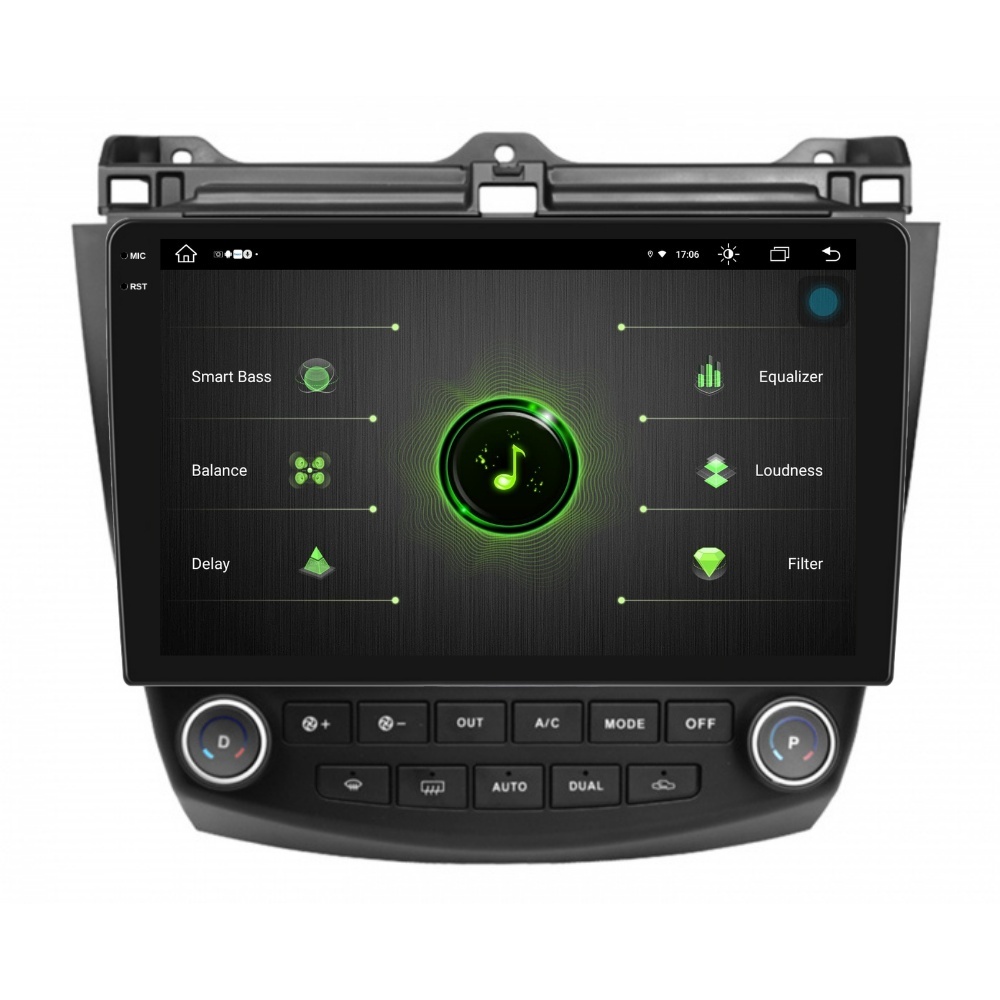 MIC
17:06
RST
Smart Bass
Equalizer
Balance
Loudness
Delay
Filter
D
+
-
OUT
A/C
MODE
OFF
P
AUTO
DUAL